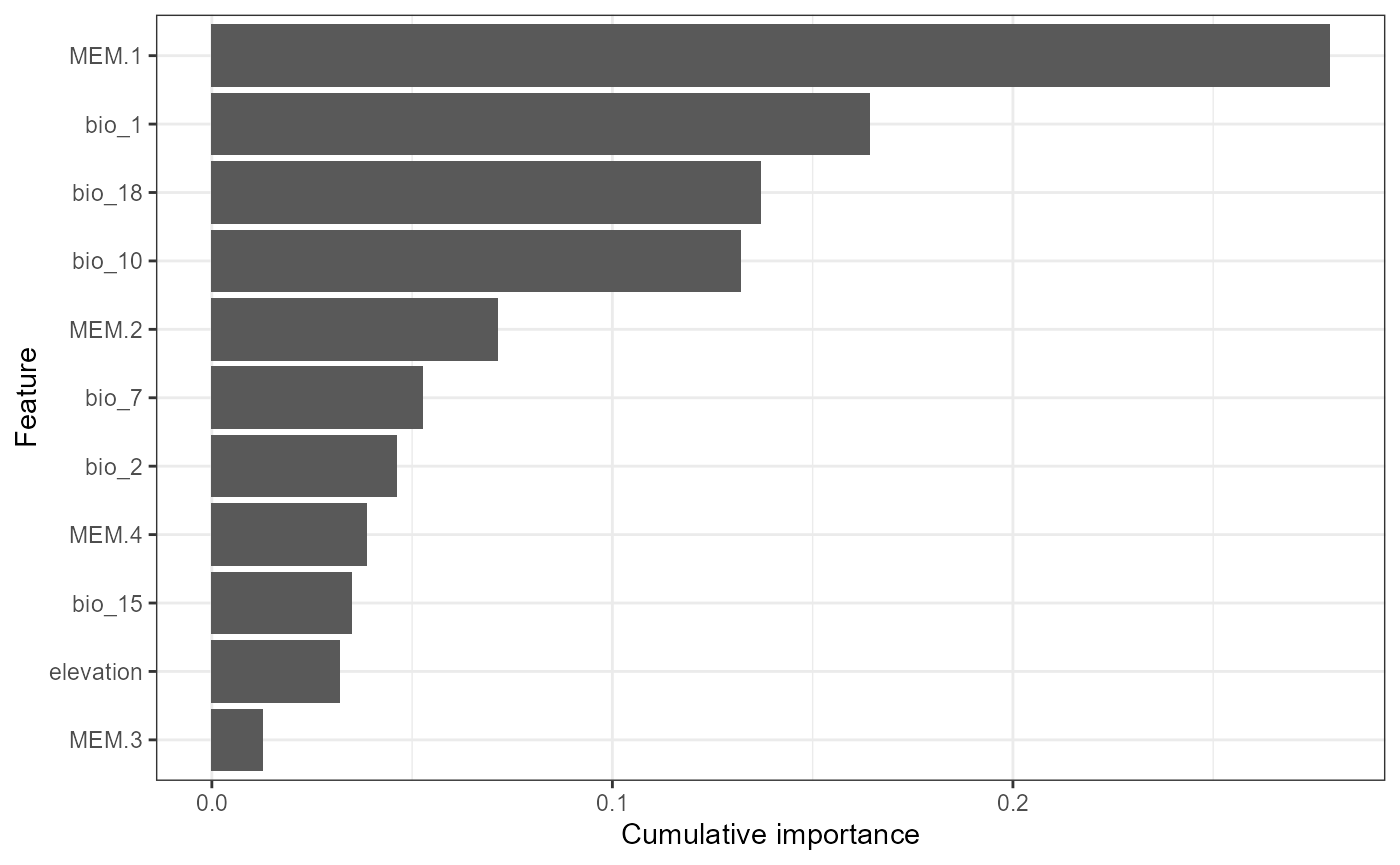 MEM.1
bio_1
bio_18
bio_10
MEM.2
bio_7
bio_2
MEM.4
bio_15
elevation
MEM.3
Feature
0.0 0.1 0.2
Cumulative importance